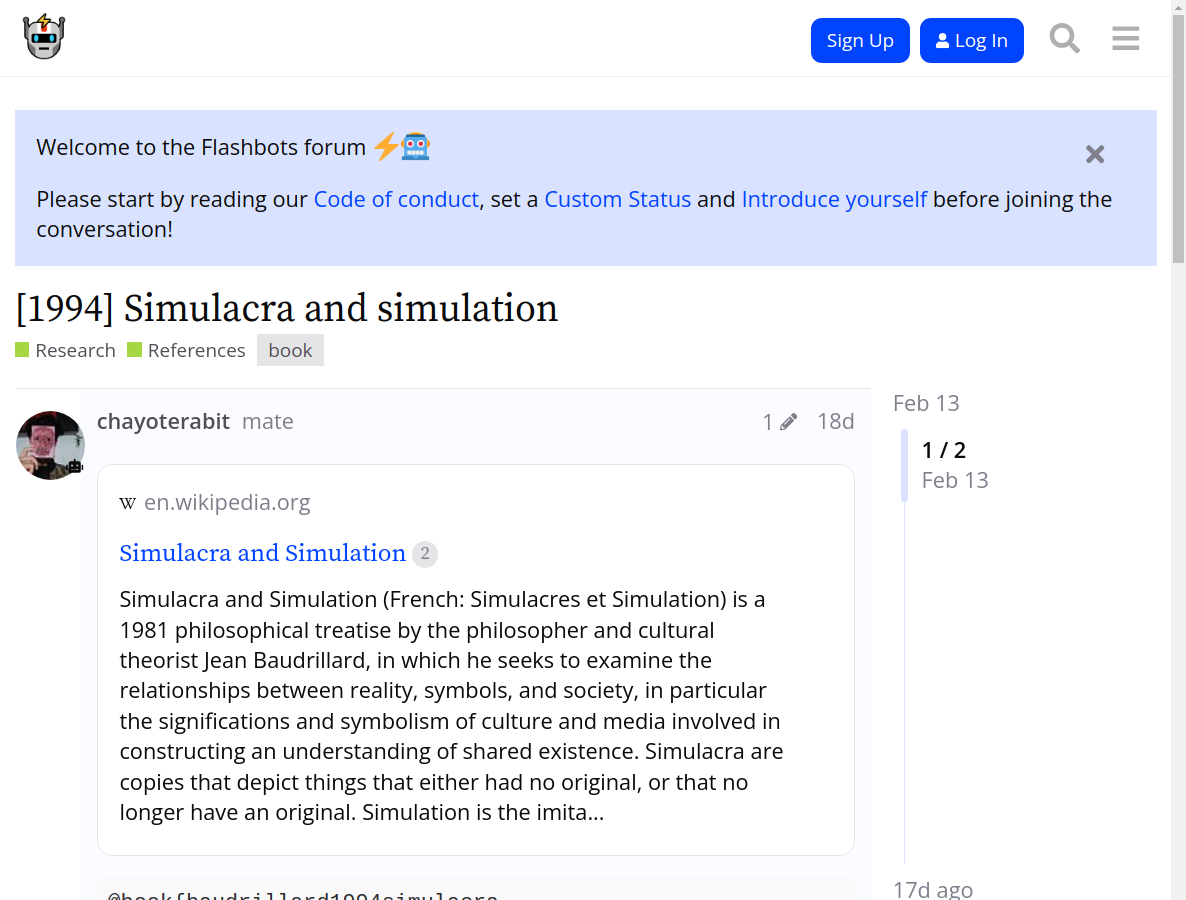 Sign Up
Log In
Welcome to the Flashbots forum
Please start by reading our Code of conduct, set a Custom Status and Introduce yourself before joining the
conversation!
[1994] Simulacra and simulation
Research References book
chayoterabit mate 1 18d
Feb 13
1 / 2
Feb 13
W en.wikipedia.org
Simulacra and Simulation 2
Simulacra and Simulation (French: Simulacres et Simulation) is a
1981 philosophical treatise by the philosopher and cultural
theorist Jean Baudrillard, in which he seeks to examine the
relationships between reality, symbols, and society, in particular
the significations and symbolism of culture and media involved in
constructing an understanding of shared existence. Simulacra are
copies that depict things that either had no original, or that no
longer have an original. Simulation is the imita...
17d ago
@book{baudrillard1994simulacra